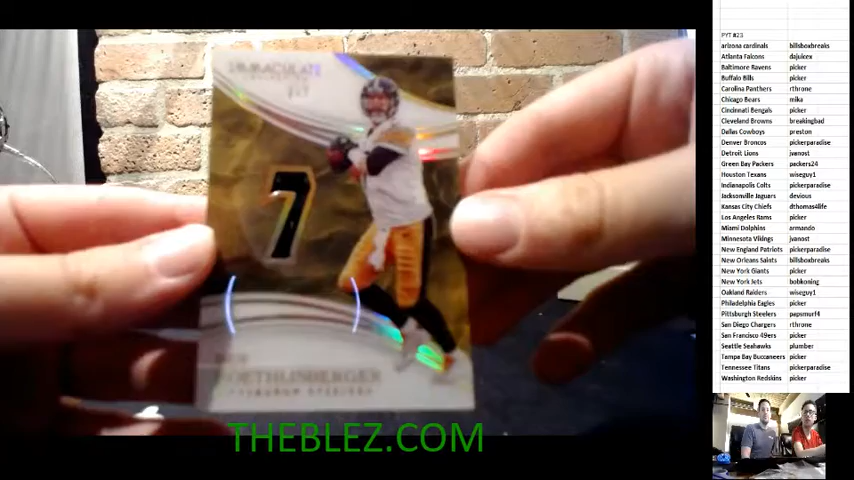 IMMACULATE
7
BEN
ROETHLISBERGER
PITTSBURGH STEELERS
THEBLEZ.COM
PYT #23
arizona cardinals billsboxbreaks
Atlanta Falcons dajuicex
Baltimore Ravens picker
Buffalo Bills picker
Carolina Panthers rthrone
Chicago Bears mika
Cincinnati Bengals picker
Cleveland Browns breakingbad
Dallas Cowboys preston
Denver Broncos pickerparadise
Detroit Lions jvanost
Green Bay Packers packers24
Houston Texans wiseguy1
Indianapolis Colts pickerparadise
Jacksonville Jaguars devious
Kansas City Chiefs dthomas4life
Los Angeles Rams picker
Miami Dolphins armando
Minnesota Vikings jvanost
New England Patriots pickerparadise
New Orleans Saints billsboxbreaks
New York Giants picker
New York Jets bobkoning
Oakland Raiders wiseguy1
Philadelphia Eagles picker
Pittsburgh Steelers papsmurf4
San Diego Chargers rthrone
San Francisco 49ers picker
Seattle Seahawks plumber
Tampa Bay Buccaneers picker
Tennessee Titans pickerparadise
Washington Redskins picker